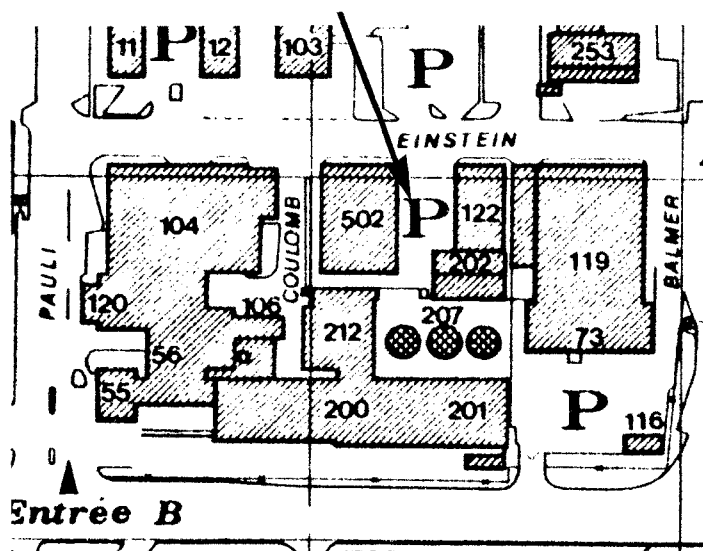 11
P
12
103
P
253
EINSTEIN
104
502
P
122
COULOMB
119
BALMER
PAULI
202
120
106
207
212
73
56
55
200
201
P
116
Entrée B